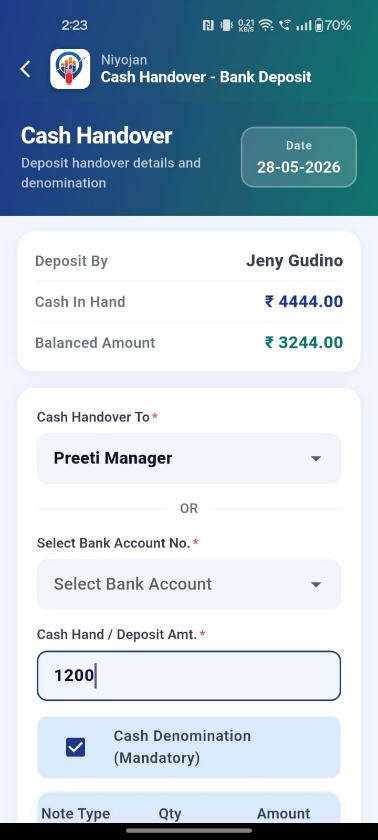 2:23
0.21
KB/S
70%
Niyojan
Cash Handover - Bank Deposit
Cash Handover
Deposit handover details and
denomination
Date
28-05-2026
Deposit By
Jeny Gudino
Cash In Hand
₹ 4444.00
Balanced Amount
₹ 3244.00
Cash Handover To*
Preeti Manager
OR
Select Bank Account No.*
Select Bank Account
Cash Hand / Deposit Amt.*
1200
Cash Denomination
(Mandatory)
Note Type Qty Amount